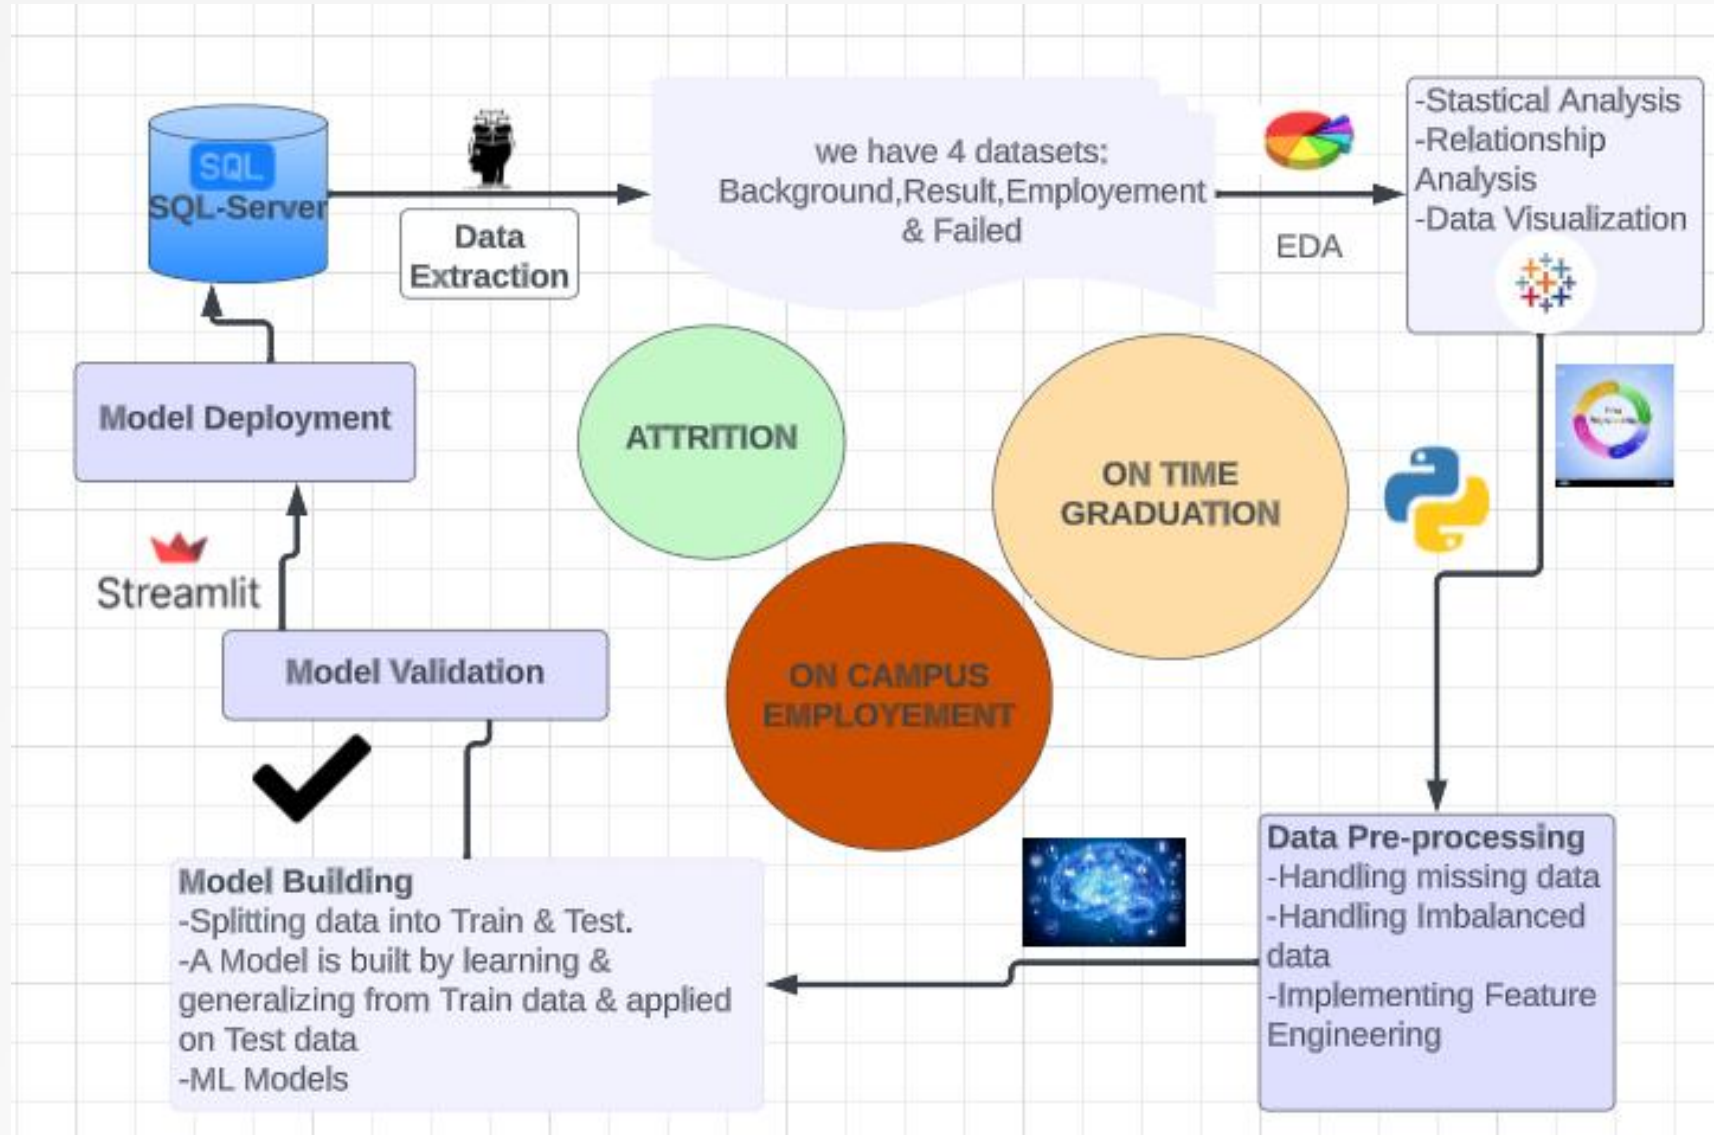 SQL
SQL-Server
Data
Extraction
we have 4 datasets:
Background,Result,Employement
& Failed
EDA
-Stastical Analysis
-Relationship
Analysis
-Data Visualization
ATTRITION
ON TIME
GRADUATION
ON CAMPUS
EMPLOYEMENT
Data Pre-processing
-Handling missing data
-Handling Imbalanced
data
-Implementing Feature
Engineering
Model Building
-Splitting data into Train & Test.
-A Model is built by learning &
generalizing from Train data & applied
on Test data
-ML Models
Model Validation
Streamlit
Model Deployment